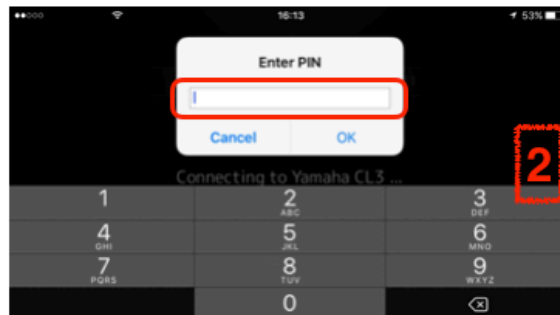 16:13
53%
Enter PIN
Cancel OK
Connecting to Yamaha CL3 ...
2
1 2 3
ABC DEF
4 5 6
GHI JKL MNO
7 8 9
PQRS TUV WXYZ
0